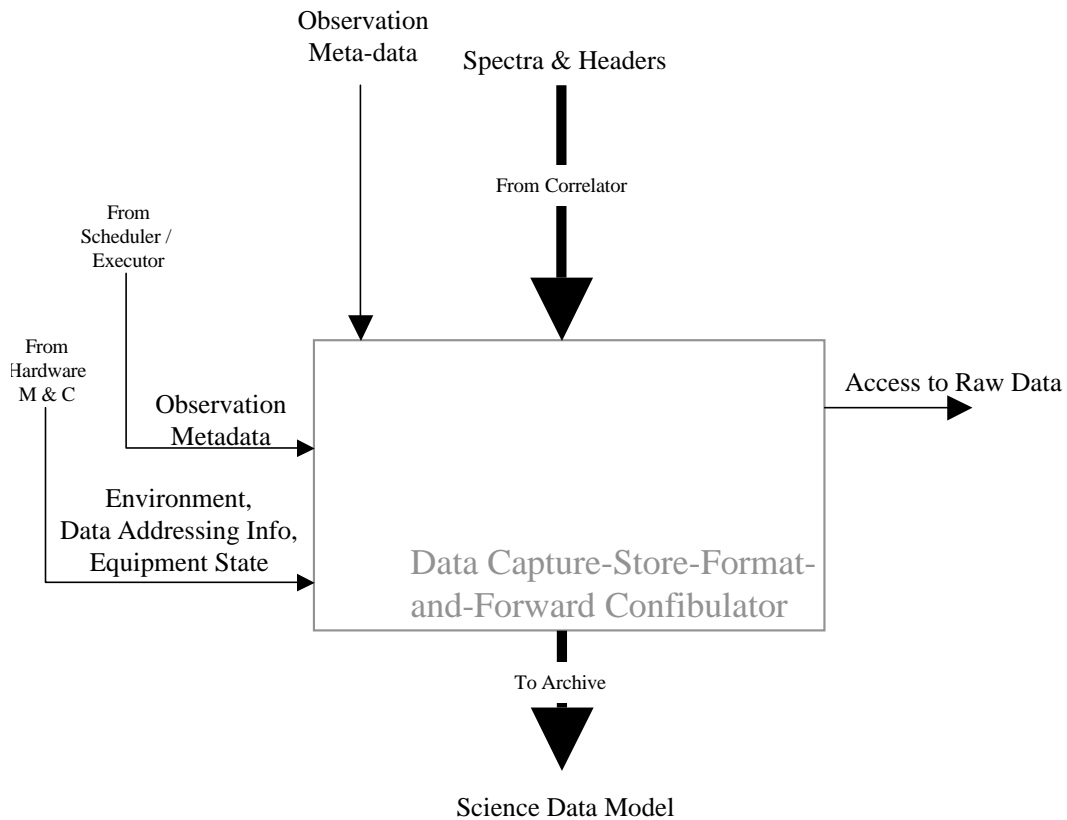 Observation
Meta-data
Spectra & Headers
From Correlator
From
Scheduler /
Executor
From
Hardware
M & C
Access to Raw Data
Observation
Metadata
Environment,
Data Addressing Info,
Equipment State
Data Capture-Store-Format-
and-Forward Confibulator
To Archive
Science Data Model